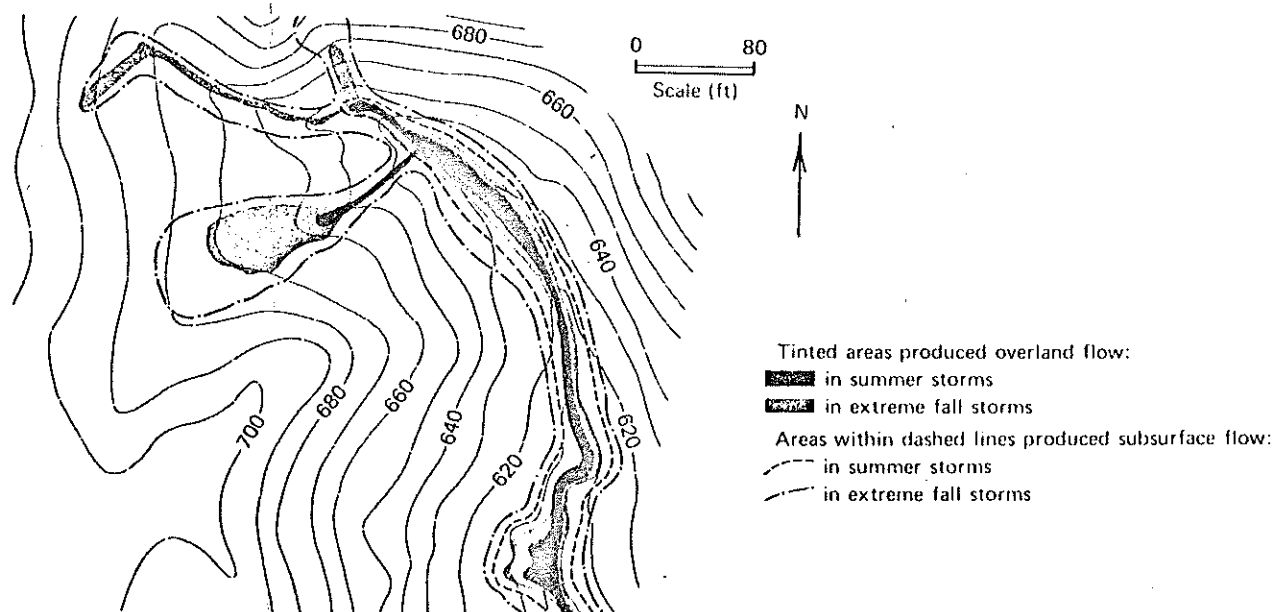 680
0 80
Scale (ft)
660
N
640
700
680
660
640
620
620
Tinted areas produced overland flow:
in summer storms
in extreme fall storms
Areas within dashed lines produced subsurface flow:
in summer storms
in extreme fall storms